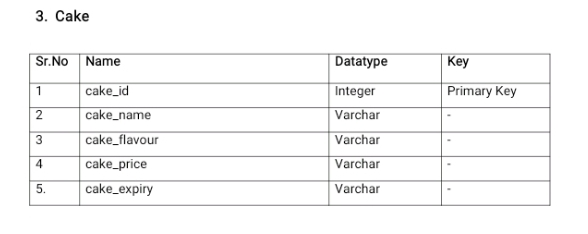 3. Cake
Sr.No Name Datatype Key
1 cake_id Integer Primary Key
2 cake_name Varchar -
3 cake_flavour Varchar -
4 cake_price Varchar -
5. cake_expiry Varchar -